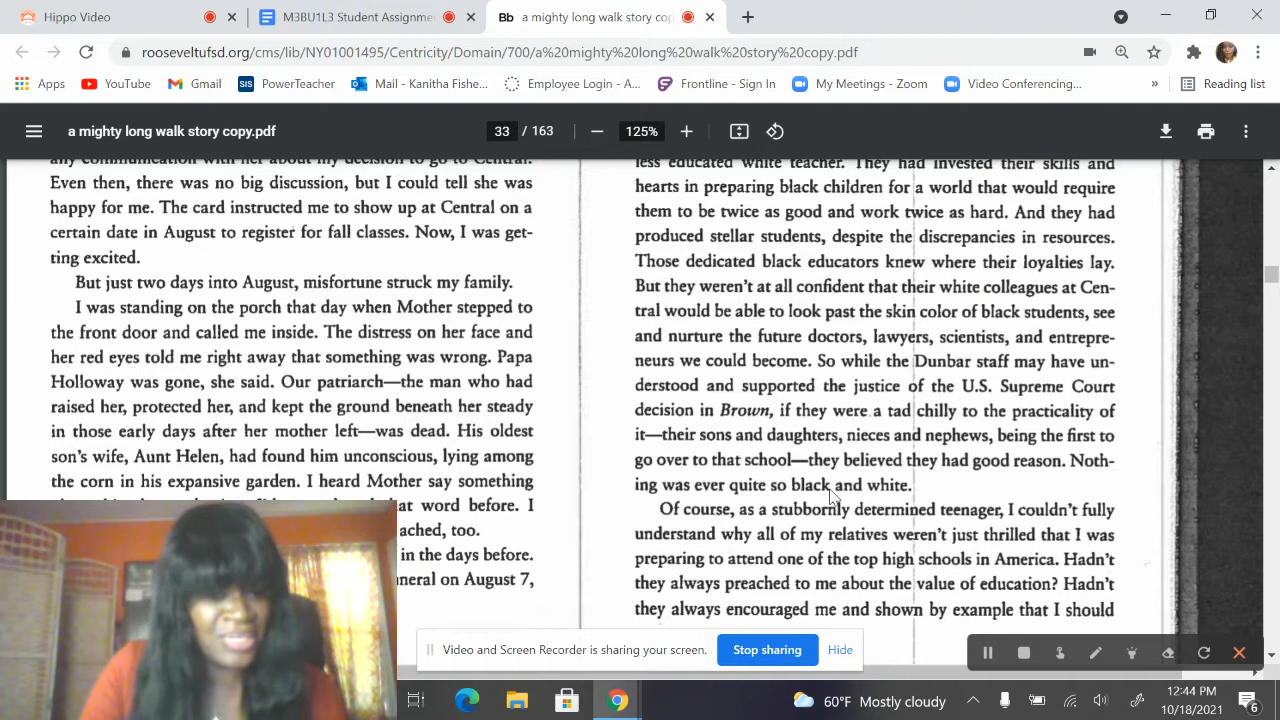 Hippo Video
M3BU1L3 Student Assignme
Bb a mighty long walk story cop
rooseveltufsd.org/cms/lib/NY01001495/Centricity/Domain/700/a%20mighty%20long%20walk%20story%20copy.pdf
Apps YouTube Gmail SIS PowerTeacher Mail - Kanitha Fishe... Employee Login - A... Frontline - Sign In My Meetings - Zoom Video Conferencing... » Reading list
a mighty long walk story copy.pdf 33 / 163 125%
any communication with her about my decision to go to Central.
Even then, there was no big discussion, but I could tell she was
happy for me. The card instructed me to show up at Central on a
certain date in August to register for fall classes. Now, I was get-
ting excited.
But just two days into August, misfortune struck my family.
I was standing on the porch that day when Mother stepped to
the front door and called me inside. The distress on her face and
her red eyes told me right away that something was wrong. Papa
Holloway was gone, she said. Our patriarch—the man who had
raised her, protected her, and kept the ground beneath her steady
in those early days after her mother left—was dead. His oldest
son's wife, Aunt Helen, had found him unconscious, lying among
the corn in his expansive garden. I heard Mother say something
that word before. I
ached, too.
in the days before.
neral on August 7,
less educated white teacher. They had invested their skills and
hearts in preparing black children for a world that would require
them to be twice as good and work twice as hard. And they had
produced stellar students, despite the discrepancies in resources.
Those dedicated black educators knew where their loyalties lay.
But they weren't at all confident that their white colleagues at Cen-
tral would be able to look past the skin color of black students, see
and nurture the future doctors, lawyers, scientists, and entrepre-
neurs we could become. So while the Dunbar staff may have un-
derstood and supported the justice of the U.S. Supreme Court
decision in Brown, if they were a tad chilly to the practicality of
it—their sons and daughters, nieces and nephews, being the first to
go over to that school—they believed they had good reason. Noth-
ing was ever quite so black and white.
Of course, as a stubbornly determined teenager, I couldn't fully
understand why all of my relatives weren't just thrilled that I was
preparing to attend one of the top high schools in America. Hadn't
they always preached to me about the value of education? Hadn't
they always encouraged me and shown by example that I should
Video and Screen Recorder is sharing your screen. Stop sharing Hide
60°F Mostly cloudy
12:44 PM
10/18/2021
6